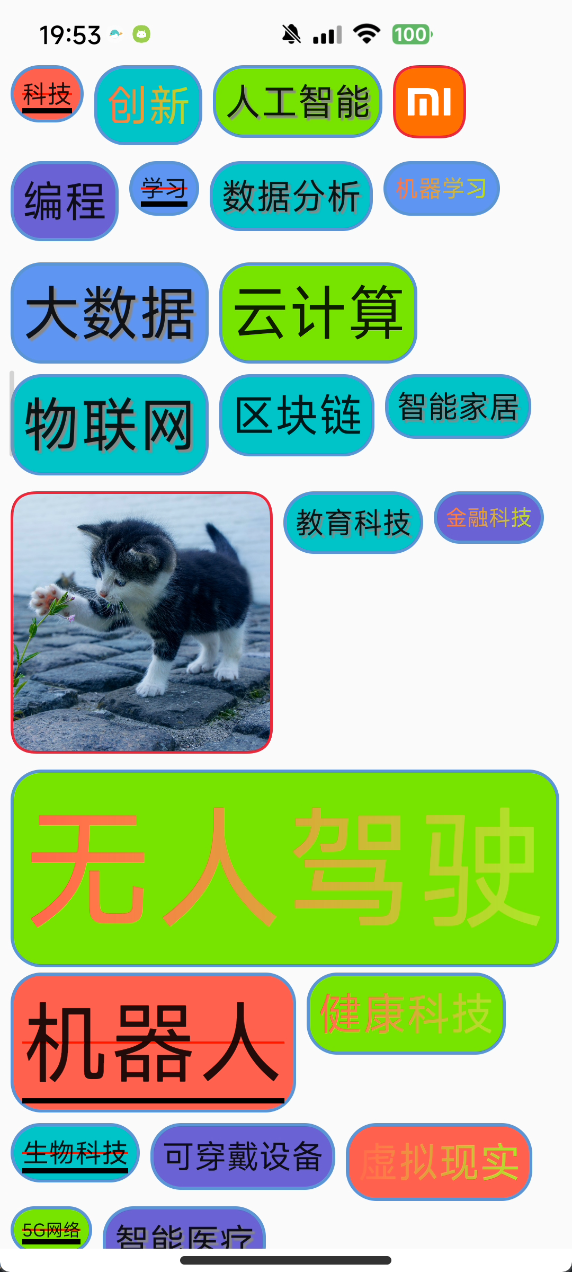 19:53 100
科技 创新 人工智能
编程 学习 数据分析 机器学习
大数据 云计算
物联网 区块链 智能家居
教育科技 金融科技
无人驾驶
机器人 健康科技
生物科技 可穿戴设备 虚拟现实
5G网络 智能医疗